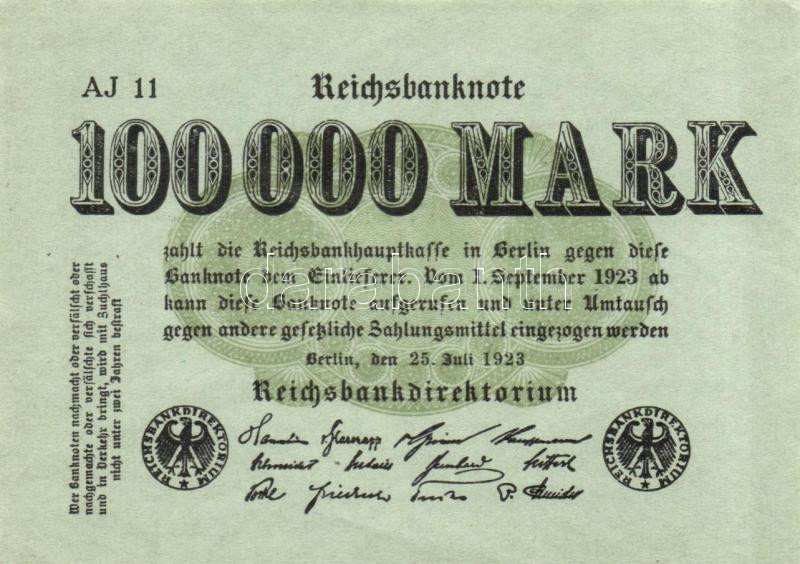 AJ 11
Reichsbanknote
100000 MARK
zahlt die Reichsbankhauptkasse in Berlin gegen diese
Banknote dem Einlieferer. Vom 1. September 1923 ab
kann diese Banknote aufgerufen und unter Umtausch
gegen andere gesetzliche Zahlungsmittel eingezogen werden
Berlin, den 25. Juli 1923
Reichsbankdirektorium
REICHSBANKDIREKTORIUM
REICHSBANKDIREKTORIUM
Wer Banknoten nachmacht oder verfälscht oder
nachgemachte oder verfälschte sich verschafft
und in Verkehr bringt, wird mit Zuchthaus
nicht unter zwei Jahren bestraft
darabanth